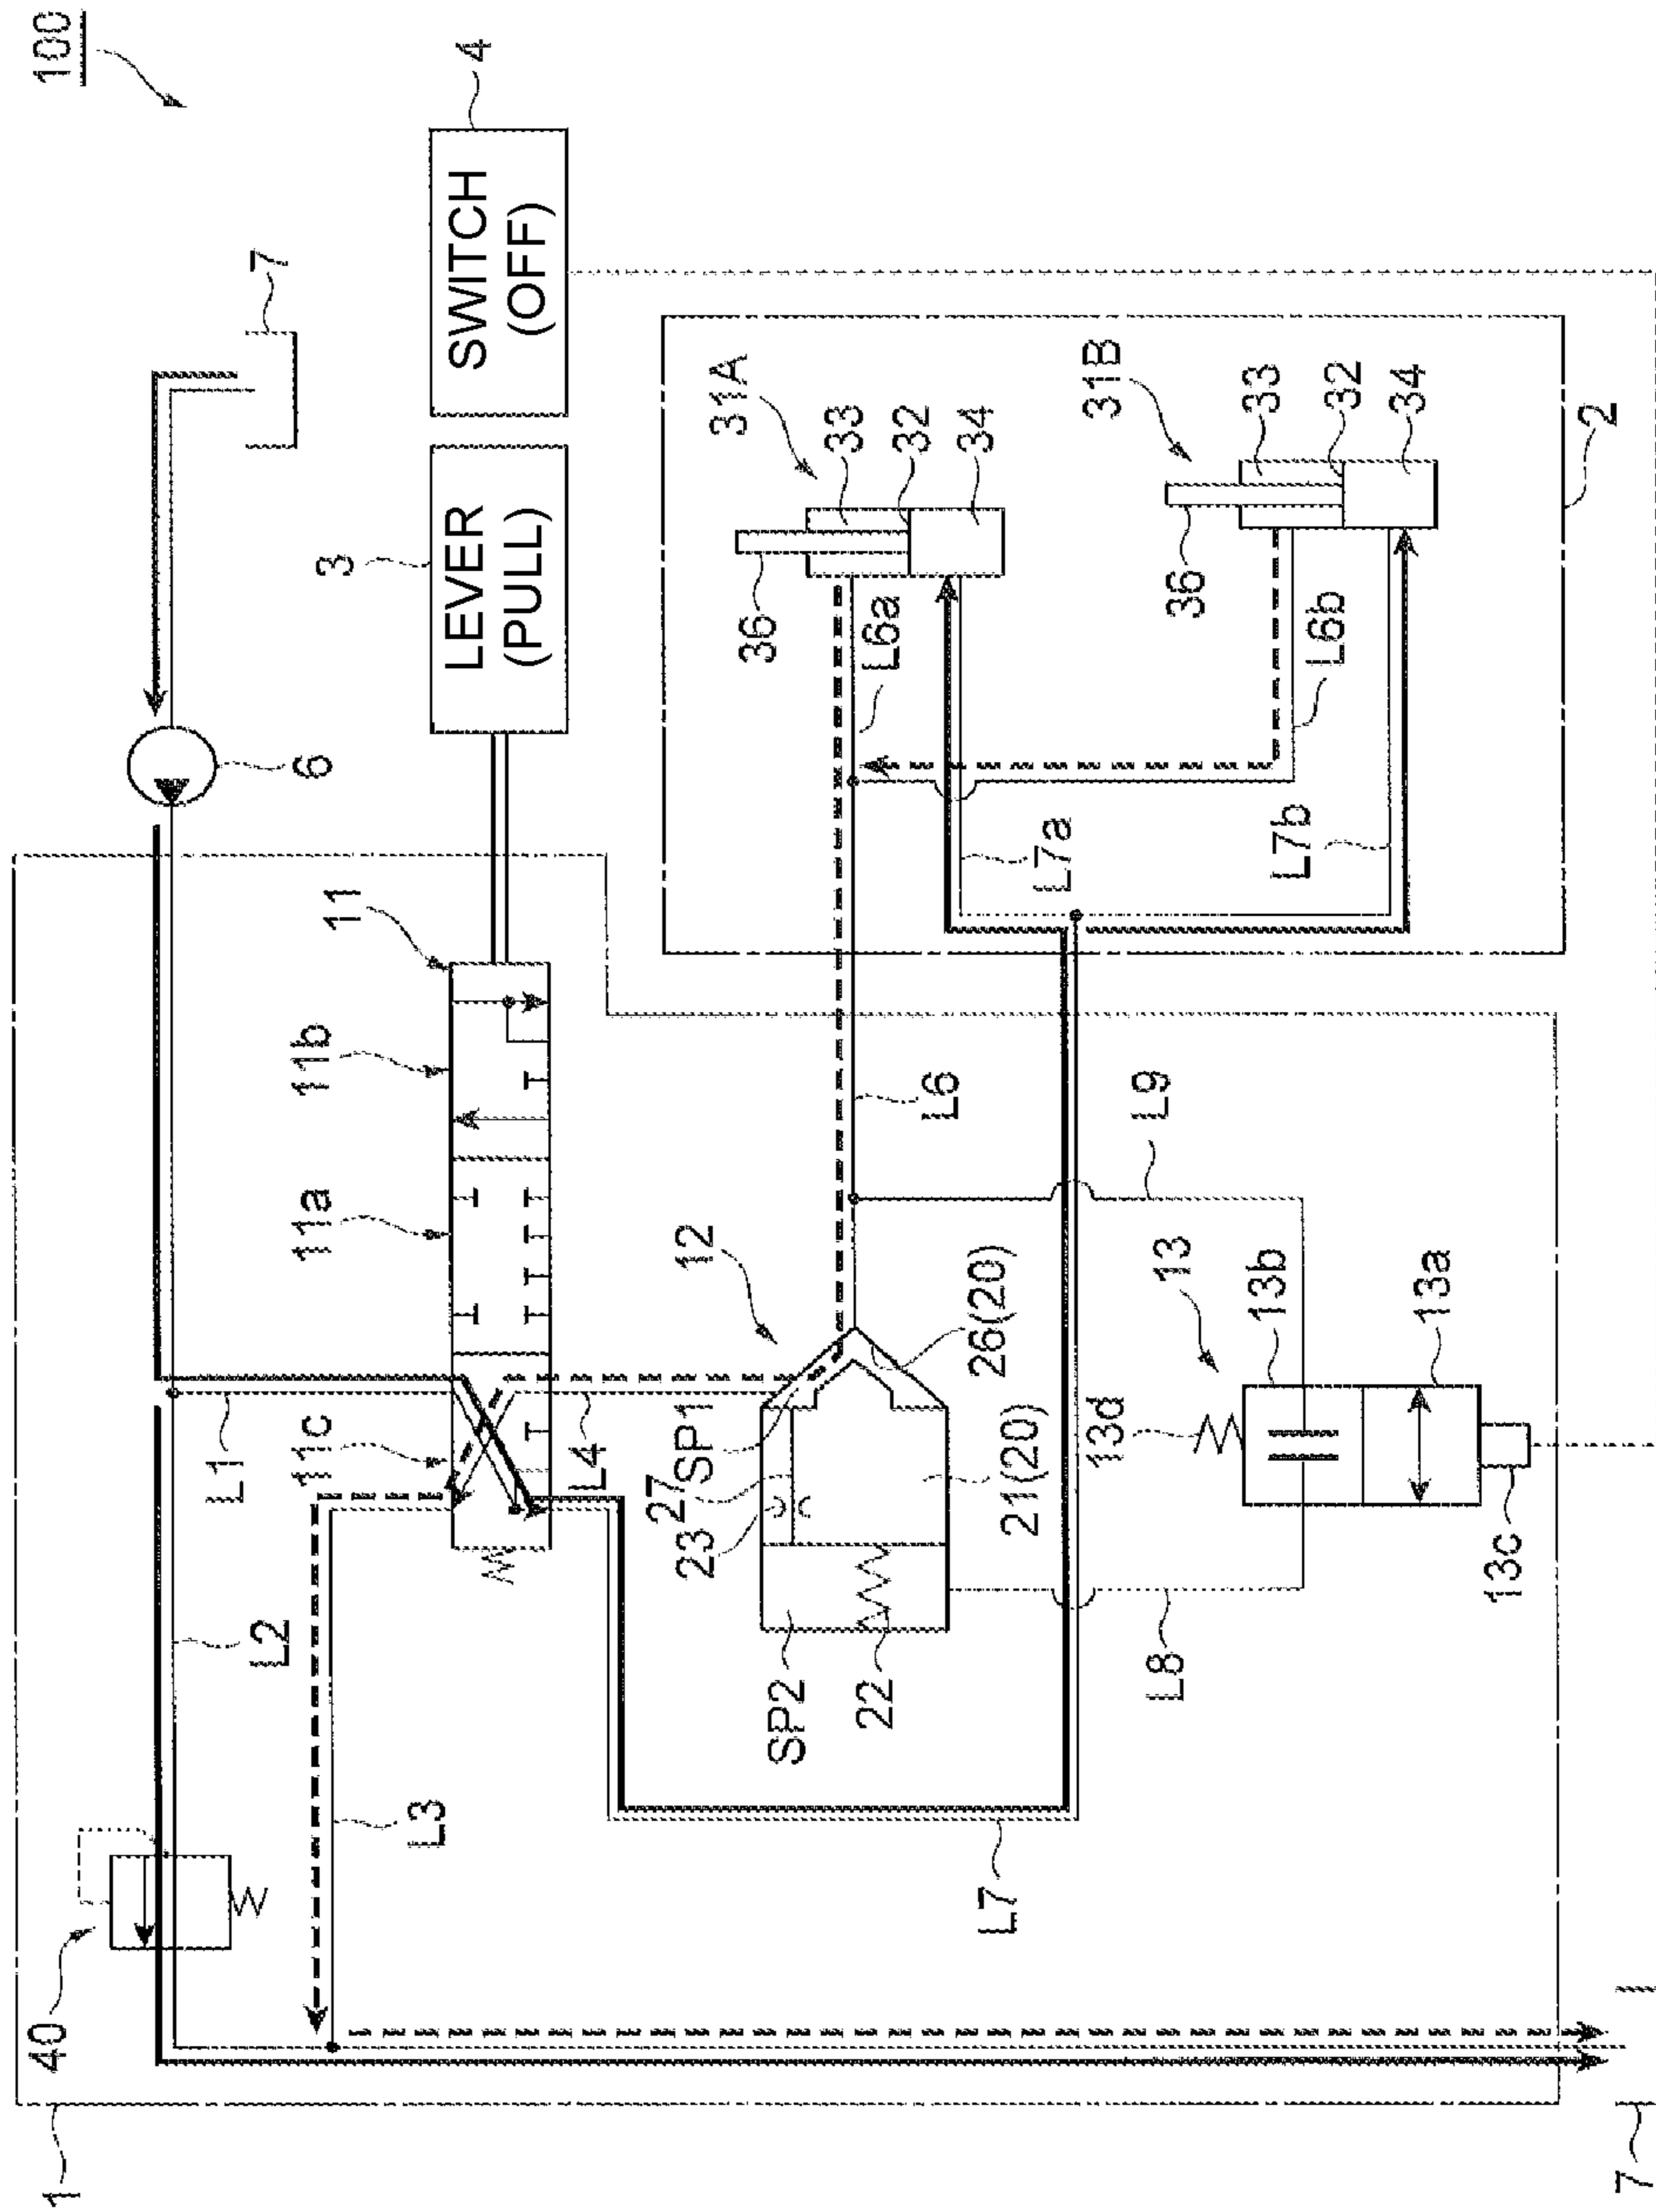 100
1
40
L2
L1
6
7
L3
11c
11a
11b
11
3
LEVER
(PULL)
4
SWITCH
(OFF)
L4
SP1
27
23
SP2
22
12
26(20)
21(20)
L6
L6a
36
31A
33
32
34
L7
L7a
L7b
L6b
36
31B
33
32
34
2
L8
L9
13
13d
13b
13a
13c
7